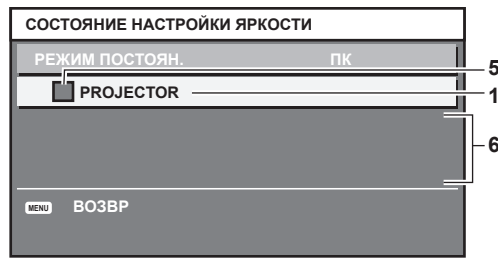 СОСТОЯНИЕ НАСТРОЙКИ ЯРКОСТИ
РЕЖИМ ПОСТОЯН. ПК
5
PROJECTOR 1
6
MENU ВОЗВР